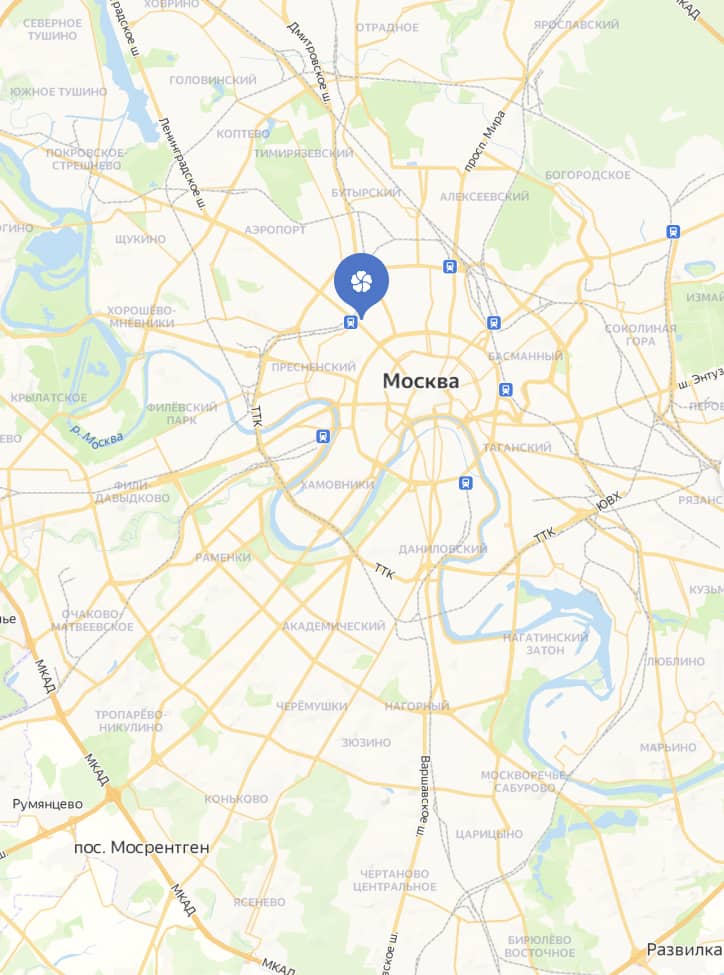 ХОВРИНО
СЕВЕРНОЕ
ТУШИНО
ОТРАДНОЕ
ЯРОСЛАВСКИЙ
МКАД
Дмитровское ш.
ГОЛОВИНСКИЙ
ЮЖНОЕ ТУШИНО
Ленинградское ш.
КОПТЕВО
просп. Мира
ПОКРОВСКОЕ-
СТРЕШНЕВО
ТИМИРЯЗЕВСКИЙ
БОГОРОДСКОЕ
БУТЫРСКИЙ
АЛЕКСЕЕВСКИЙ
АЭРОПОРТ
ЩУКИНО
ХОРОШЁВО-
МНЁВНИКИ
СОКОЛИНАЯ
ГОРА
ПРЕСНЕНСКИЙ
БАСМАННЫЙ
Москва
ш. Энтуз
КРЫЛАТСКОЕ
ФИЛЁВСКИЙ
ПАРК
ТТК
р. Москва
ТАГАНСКИЙ
ФИЛИ-
ДАВЫДКОВО
ХАМОВНИКИ
ЮВХ
РЯЗАНС
ТТК
РАМЕНКИ
ДАНИЛОВСКИЙ
ТТК
КУЗЬМ
ОЧАКОВО-
МАТВЕЕВСКОЕ
АКАДЕМИЧЕСКИЙ
НАГАТИНСКИЙ
ЗАТОН
ЛЮБЛИНО
МКАД
ЧЕРЁМУШКИ
НАГОРНЫЙ
ТРОПАРЁВО-
НИКУЛИНО
ЗЮЗИНО
МАРЬИНО
МКАД
МОСКВОРЕЧЬЕ-
САБУРОВО
Румянцево
КОНЬКОВО
Варшавское ш.
ЦАРИЦЫНО
пос. Мосрентген
ЧЕРТАНОВО
ЦЕНТРАЛЬНОЕ
МКАД
ЯСЕНЕВО
БИРЮЛЁВО
ВОСТОЧНОЕ
Развилка
МКАД